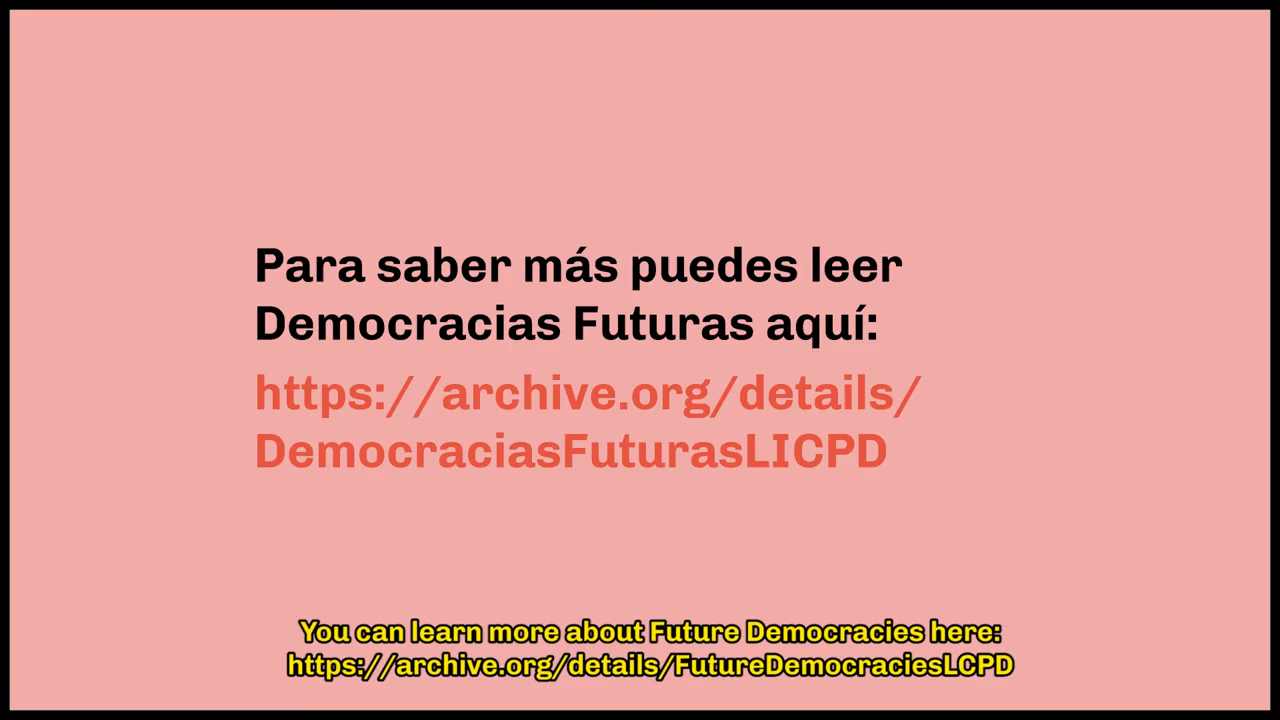 Para saber más puedes leer
Democracias Futuras aquí:
https://archive.org/details/
DemocraciasFuturasLICPD
You can learn more about Future Democracies here:
https://archive.org/details/FutureDemocraciesLCPD